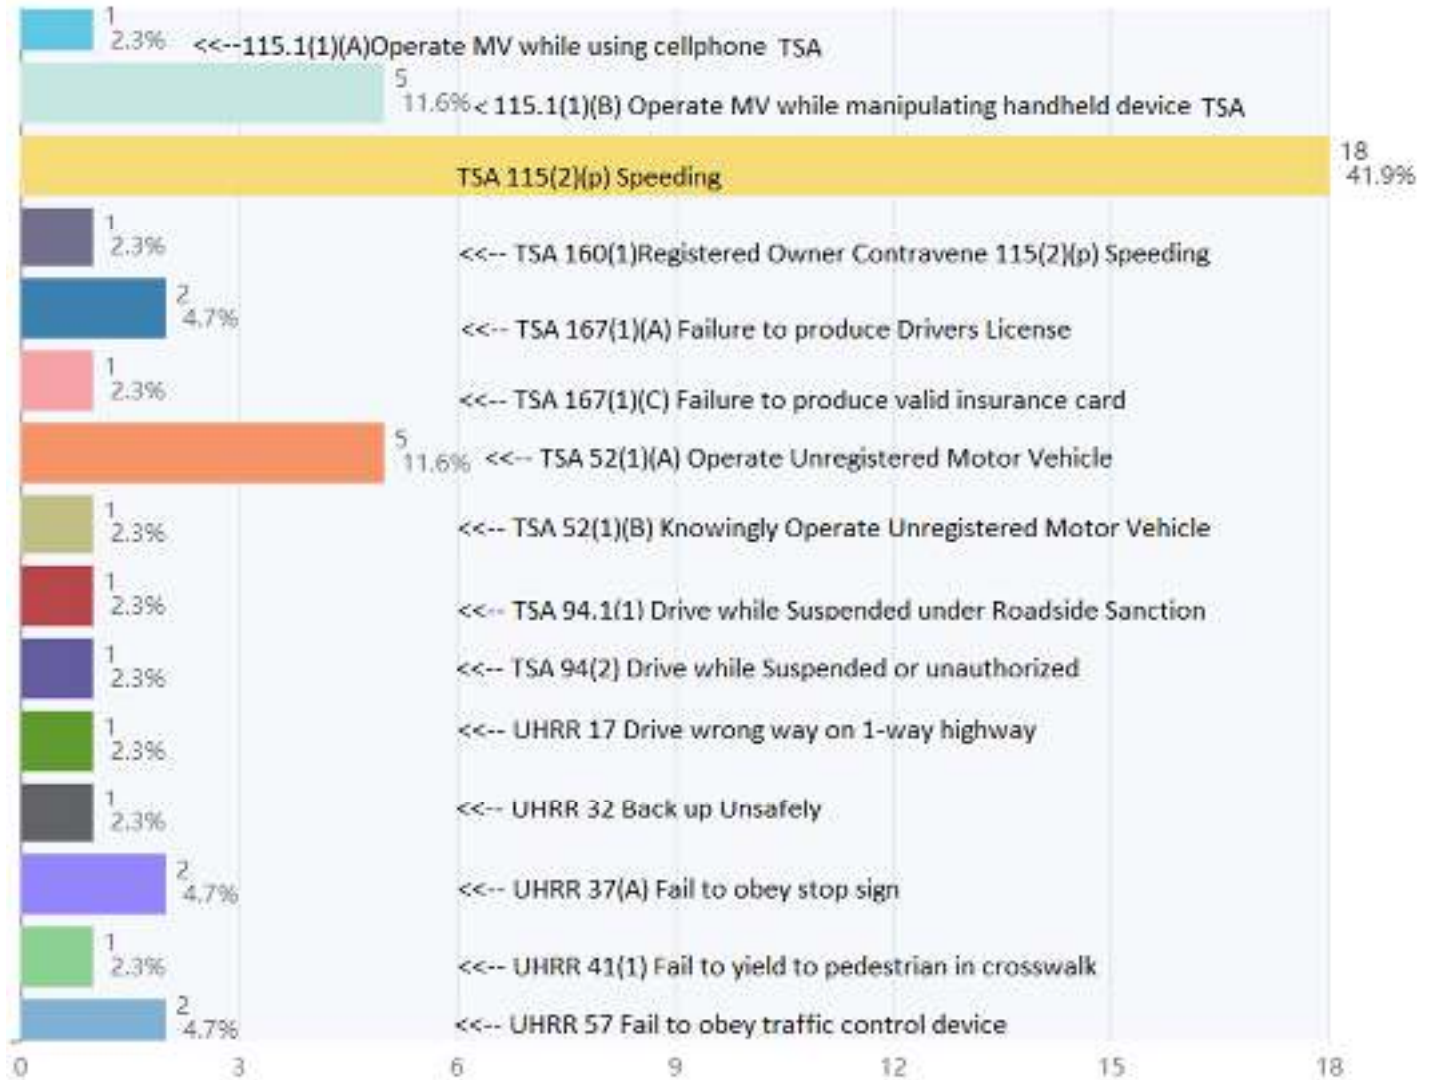 1
2.3% <<--115.1(1)(A)Operate MV while using cellphone TSA
5
11.6% < 115.1(1)(B) Operate MV while manipulating handheld device TSA
18
TSA 115(2)(p) Speeding 41.9%
1
2.3% <<-- TSA 160(1)Registered Owner Contravene 115(2)(p) Speeding
2
4.7% <<-- TSA 167(1)(A) Failure to produce Drivers License
1
2.3% <<-- TSA 167(1)(C) Failure to produce valid insurance card
5
11.6% <<-- TSA 52(1)(A) Operate Unregistered Motor Vehicle
1
2.3% <<-- TSA 52(1)(B) Knowingly Operate Unregistered Motor Vehicle
1
2.3% <<-- TSA 94.1(1) Drive while Suspended under Roadside Sanction
1
2.3% <<-- TSA 94(2) Drive while Suspended or unauthorized
1
2.3% <<-- UHRR 17 Drive wrong way on 1-way highway
1
2.3% <<-- UHRR 32 Back up Unsafely
2
4.7% <<-- UHRR 37(A) Fail to obey stop sign
1
2.3% <<-- UHRR 41(1) Fail to yield to pedestrian in crosswalk
2
4.7% <<-- UHRR 57 Fail to obey traffic control device
0 3 6 9 12 15 18